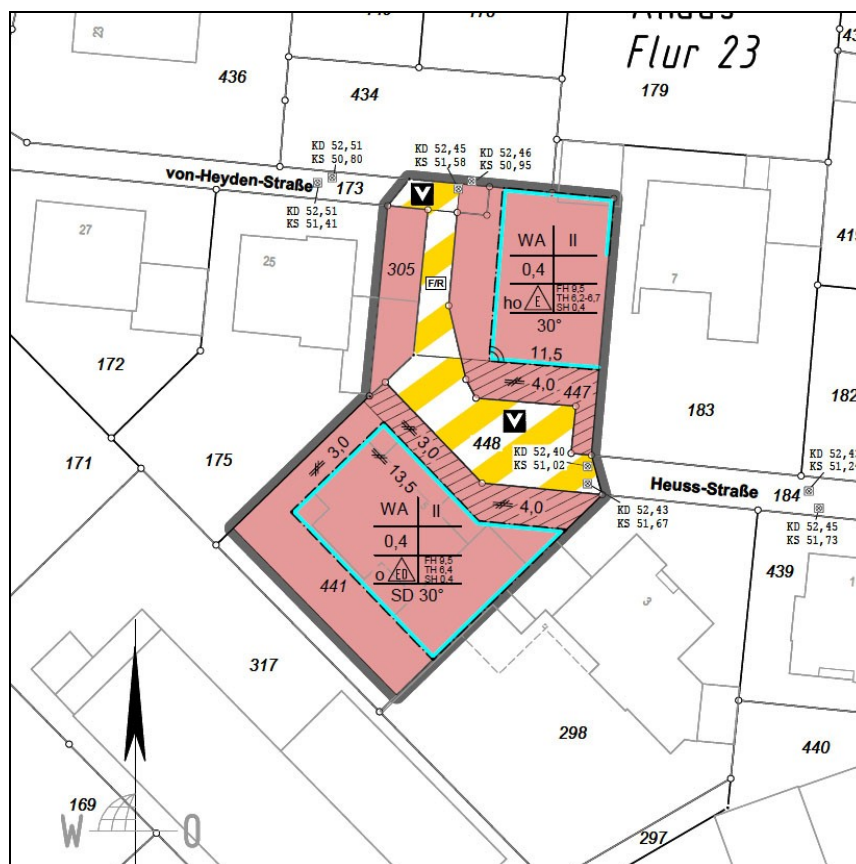 Flur 23
23
436
434
179
KD 52,51
KS 50,80
KD 52,45
KS 51,58
KD 52,46
KS 50,95
von-Heyden-Straße
173
KD 52,51
KS 51,41
27
25
305
F/R
WA II
0,4
ho E FH 9,5
TH 6,2-6,7
SH 0,4
30°
11,5
7
419
172
4,0
447
183
182
171
175
3,0
3,0
13,5
448
KD 52,40
KS 51,02
4,0
Heuss-Straße
184
KD 52,43
KS 51,67
KD 52,45
KS 51,73
WA II
0,4
o ED FH 9,5
TH 6,4
SH 0,4
SD 30°
441
3
439
1
317
298
440
169
W O
297